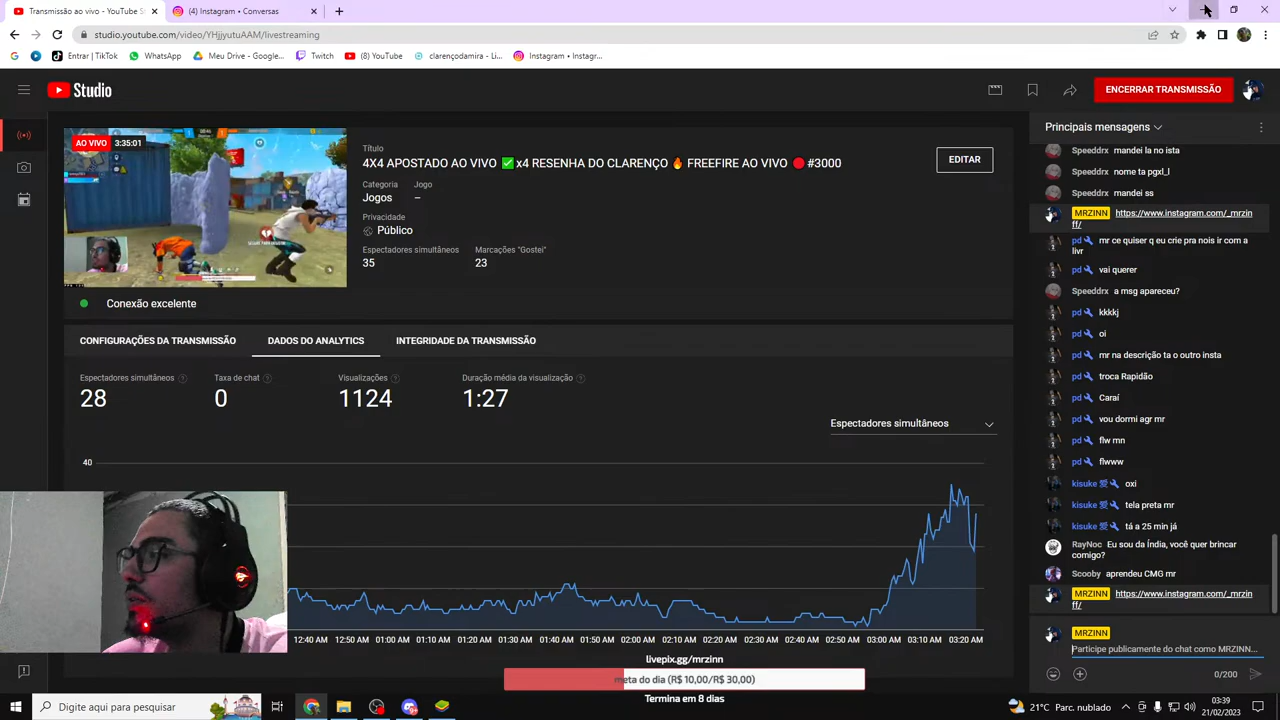 Transmissão ao vivo - YouTube S
(4) Instagram • Conversas
studio.youtube.com/video/YHjjyutuAAM/livestreaming
Entrar | TikTok
WhatsApp
Meu Drive - Google...
Twitch
(8) YouTube
clarençodamira - Li...
Instagram • Instagr...
Studio
ENCERRAR TRANSMISSÃO
AO VIVO 3:35:01
Título
4X4 APOSTADO AO VIVO ✅ x4 RESENHA DO CLARENÇO 🔥 FREEFIRE AO VIVO 🔴 #3000
EDITAR
Categoria Jogo
Jogos –
Privacidade
Público
Espectadores simultâneos Marcações "Gostei"
35 23
Conexão excelente
CONFIGURAÇÕES DA TRANSMISSÃO
DADOS DO ANALYTICS
INTEGRIDADE DA TRANSMISSÃO
Espectadores simultâneos
28
Taxa de chat
0
Visualizações
1124
Duração média da visualização
1:27
Espectadores simultâneos
40
12:40 AM 12:50 AM 01:00 AM 01:10 AM 01:20 AM 01:30 AM 01:40 AM 01:50 AM 02:00 AM 02:10 AM 02:20 AM 02:30 AM 02:40 AM 02:50 AM 03:00 AM 03:10 AM 03:20 AM
livepix.gg/mrzinn
meta do dia (R$ 10,00/R$ 30,00)
Termina em 8 dias
Principais mensagens
Speeddrx mandei la no ista
Speeddrx nome ta pgxl_l
Speeddrx mandei ss
MRZINN https://www.instagram.com/_mrzin
ff/
pd mr ce quiser q eu crie pra nois ir com a
livr
pd vai querer
Speeddrx a msg apareceu?
pd kkkkj
pd oi
pd mr na descrição ta o outro insta
pd troca Rapidão
pd Caraí
pd vou dormi agr mr
pd flw mn
pd flwww
kisuke 愛 oxi
kisuke 愛 tela preta mr
kisuke 愛 tá a 25 min já
RayNoc Eu sou da Índia, você quer brincar
comigo?
Scooby aprendeu CMG mr
MRZINN https://www.instagram.com/_mrzin
ff/
MRZINN
Participe publicamente do chat como MRZINN...
0/200
Digite aqui para pesquisar
21°C Parc. nublado
03:39
21/02/2023